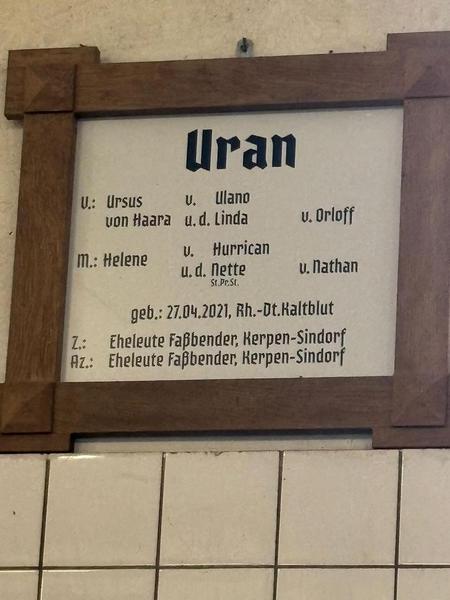 Uran
V.: Ursus v. Ulano
von Haara u. d. Linda v. Orloff
M.: Helene v. Hurrican
u. d. Nette v. Nathan
St.Pr.St.
geb.: 27.04.2021, Rh.-Dt.Kaltblut
Z.: Eheleute Faßbender, Kerpen-Sindorf
Az.: Eheleute Faßbender, Kerpen-Sindorf